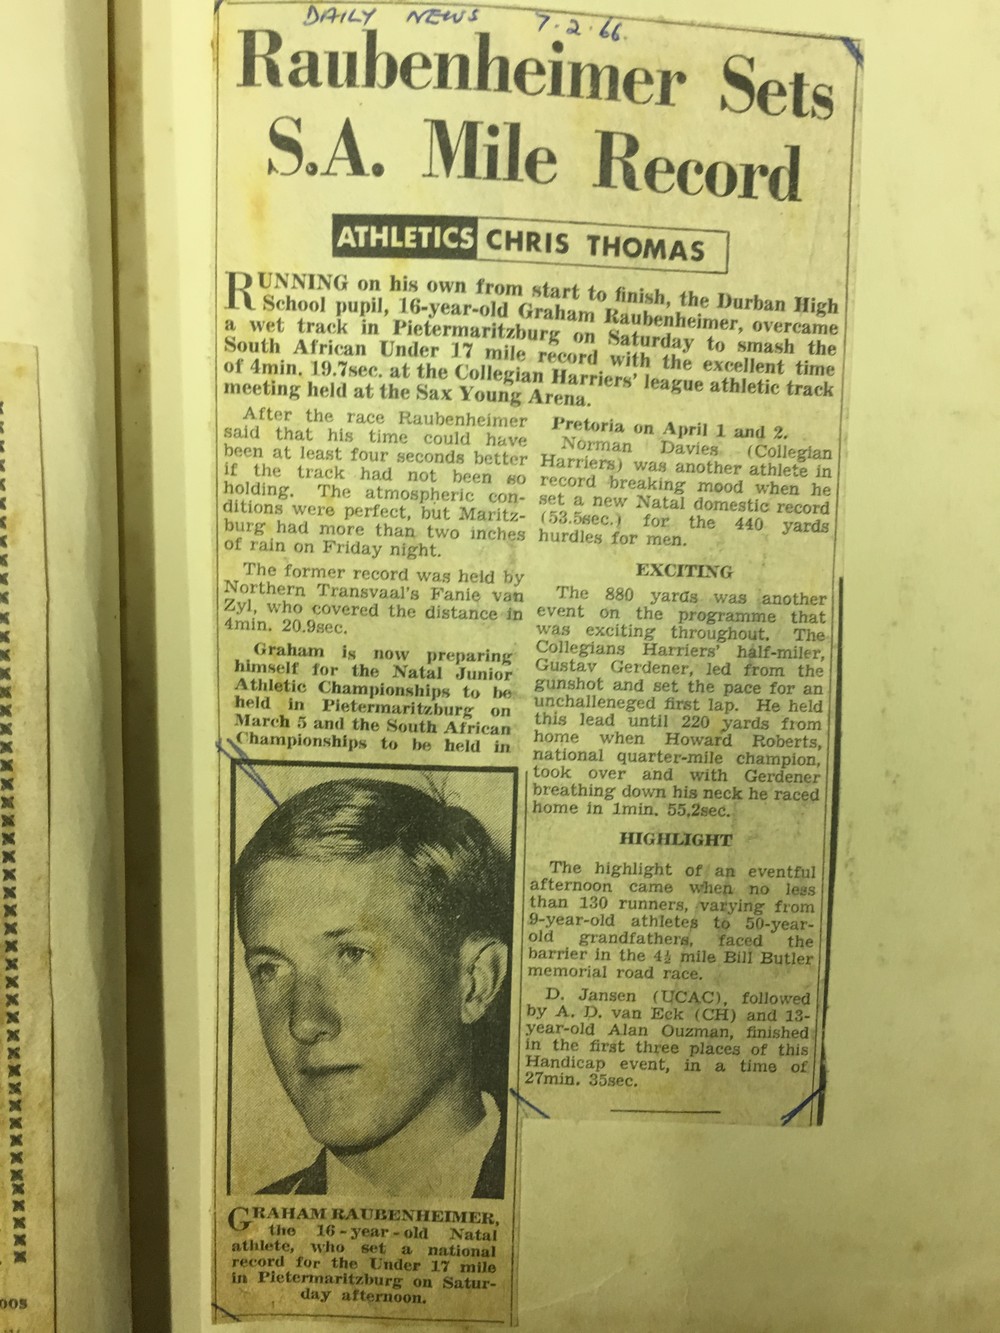 DAILY NEWS 7.2.66.
Raubenheimer Sets
S.A. Mile Record
ATHLETICS CHRIS THOMAS
RUNNING on his own from start to finish, the Durban High
School pupil, 16-year-old Graham Raubenheimer, overcame
a wet track in Pietermaritzburg on Saturday to smash the
South African Under 17 mile record with the excellent time
of 4min. 19.7sec. at the Collegian Harriers' league athletic track
meeting held at the Sax Young Arena.
After the race Raubenheimer
said that his time could have
been at least four seconds better
if the track had not been so
holding. The atmospheric con-
ditions were perfect, but Maritz-
burg had more than two inches
of rain on Friday night.
The former record was held by
Northern Transvaal's Fanie van
Zyl, who covered the distance in
4min. 20.9sec.
Graham is now preparing
himself for the Natal Junior
Athletic Championships to be
held in Pietermaritzburg on
March 5 and the South African
Championships to be held in
Pretoria on April 1 and 2.
Norman Davies (Collegian
Harriers) was another athlete in
record breaking mood when he
set a new Natal domestic record
(53.5sec.) for the 440 yards
hurdles for men.
EXCITING
The 880 yards was another
event on the programme that
was exciting throughout. The
Collegians Harriers' half-miler,
Gustav Gerdener, led from the
gunshot and set the pace for an
unchalleneged first lap. He held
this lead until 220 yards from
home when Howard Roberts,
national quarter-mile champion,
took over and with Gerdener
breathing down his neck he raced
home in 1min. 55,2sec.
HIGHLIGHT
The highlight of an eventful
afternoon came when no less
than 130 runners, varying from
9-year-old athletes to 50-year-
old grandfathers, faced the
barrier in the 4½ mile Bill Butler
memorial road race.
D. Jansen (UCAC), followed
by A. D. van Eck (CH) and 13-
year-old Alan Ouzman, finished
in the first three places of this
Handicap event, in a time of
27min. 35sec.
GRAHAM RAUBENHEIMER,
the 16-year-old Natal
athlete, who set a national
record for the Under 17 mile
in Pietermaritzburg on Satur-
day afternoon.